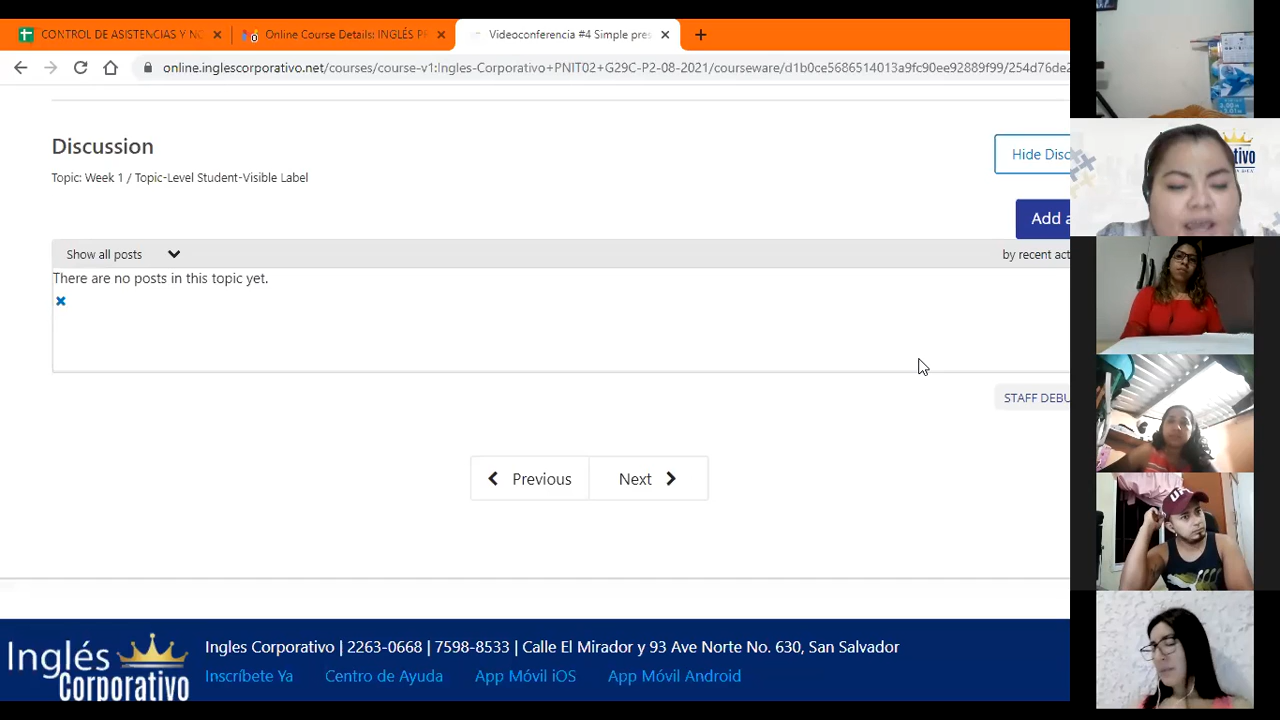 CONTROL DE ASISTENCIAS Y NO
Online Course Details: INGLÉS PR
Videoconferencia #4 Simple pres
online.inglescorporativo.net/courses/course-v1:Ingles-Corporativo+PNIT02+G29C-P2-08-2021/courseware/d1b0ce5686514013a9fc90ee92889f99/254d76de2
Discussion
Hide Disc
Topic: Week 1 / Topic-Level Student-Visible Label
Add a
Show all posts
by recent act
There are no posts in this topic yet.
STAFF DEBU
Previous
Next
Inglés Corporativo
Ingles Corporativo | 2263-0668 | 7598-8533 | Calle El Mirador y 93 Ave Norte No. 630, San Salvador
Inscríbete Ya
Centro de Ayuda
App Móvil iOS
App Móvil Android